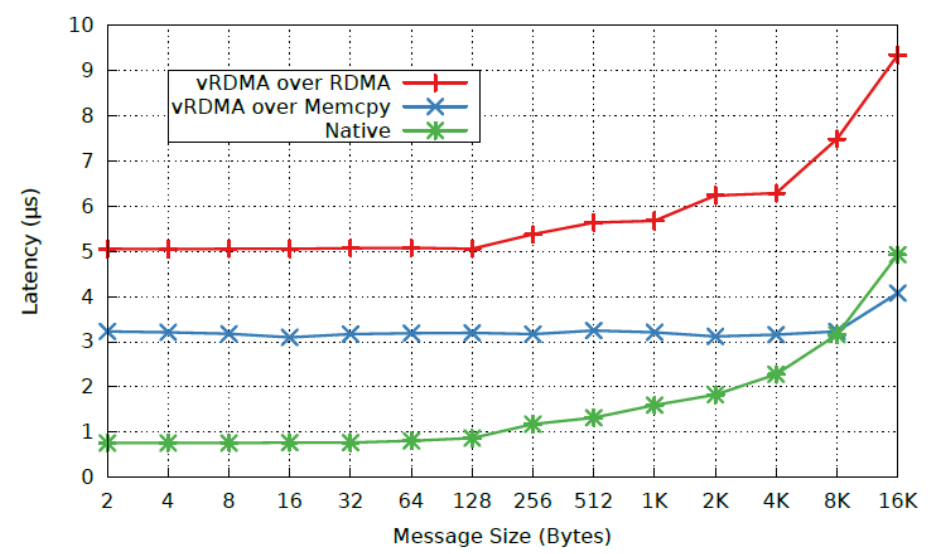 10
9
8
7
6
5
4
3
2
1
0
vRDMA over RDMA
vRDMA over Memcpy
Native
Latency (µs)
2 4 8 16 32 64 128 256 512 1K 2K 4K 8K 16K
Message Size (Bytes)